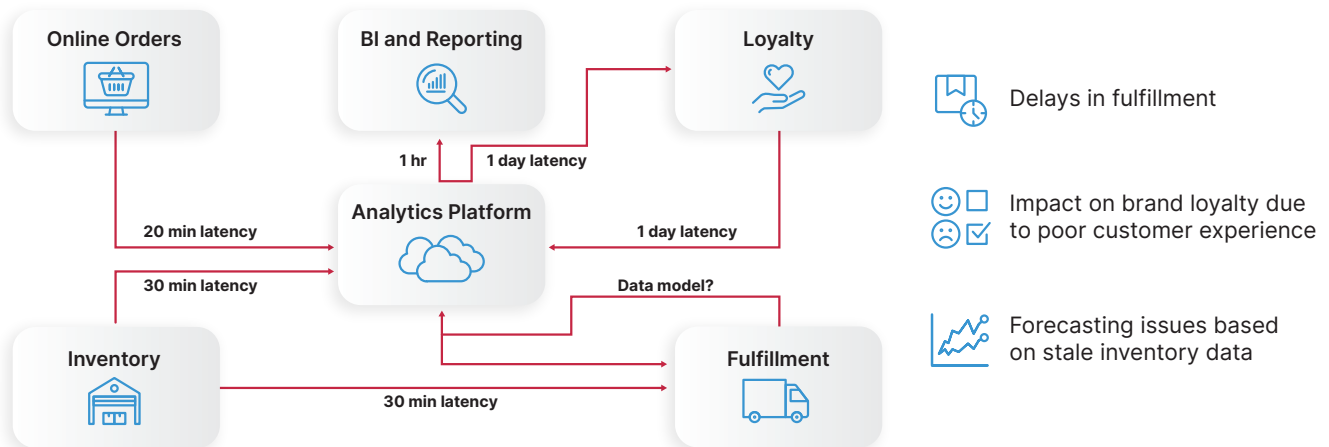 Online Orders
BI and Reporting
Loyalty
Delays in fulfillment
1 hr
1 day latency
Analytics Platform
Impact on brand loyalty due
to poor customer experience
20 min latency
1 day latency
30 min latency
Data model?
Forecasting issues based
on stale inventory data
Inventory
Fulfillment
30 min latency